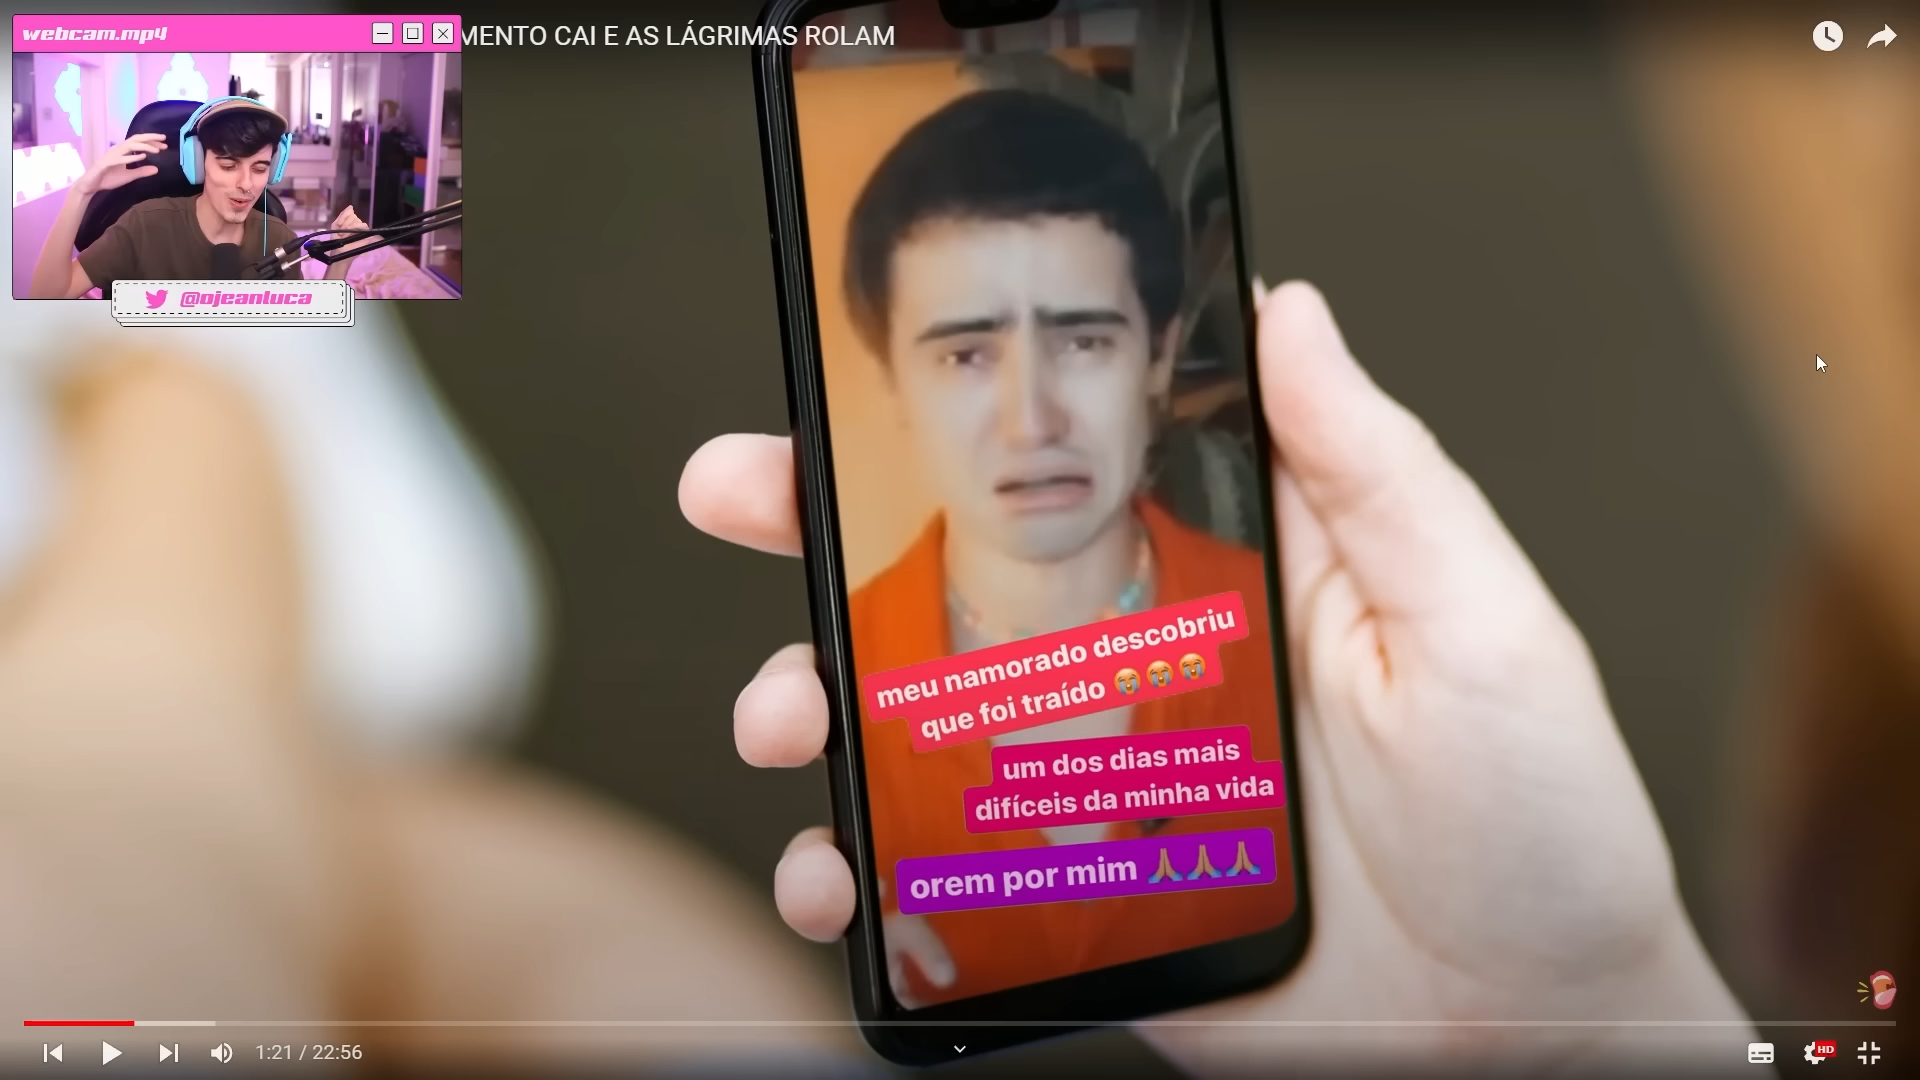 webcam.mp4
MENTO CAI E AS LÁGRIMAS ROLAM
@ojeanluca
meu namorado descobriu
que foi traído 😭😭😭
um dos dias mais
difíceis da minha vida
orem por mim 🙏🙏🙏
1:21 / 22:56
HD